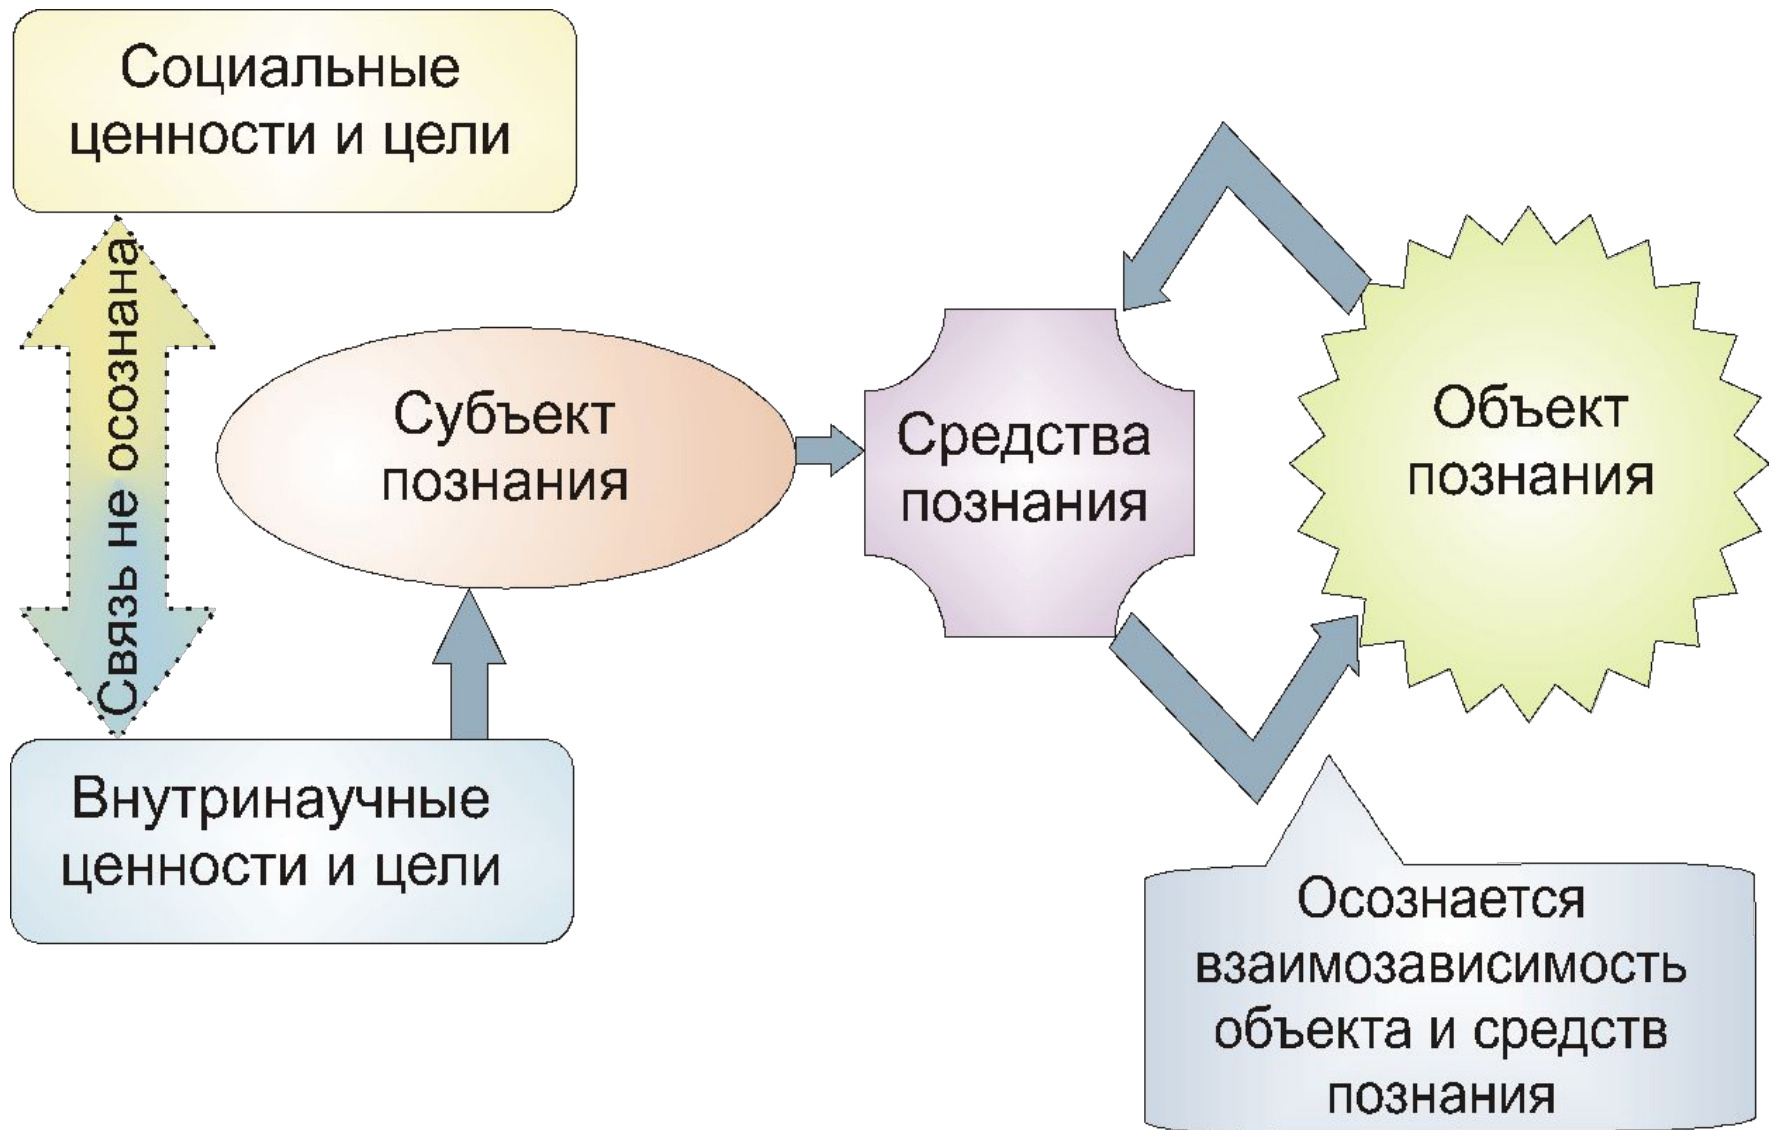 Социальные
ценности и цели
Связь не осознана
Субъект
познания
Средства
познания
Объект
познания
Внутринаучные
ценности и цели
Осознается
взаимозависимость
объекта и средств
познания